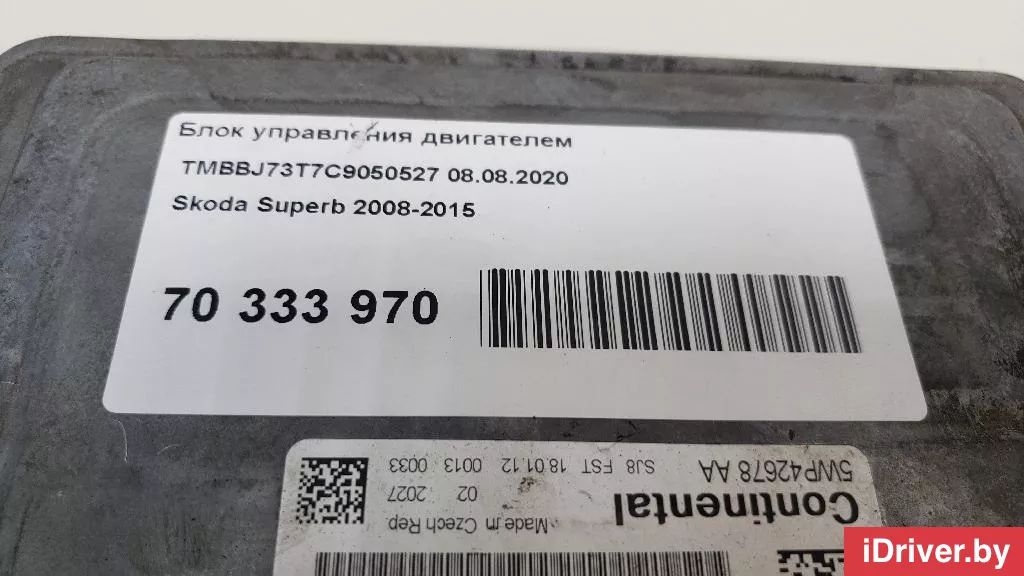 Блок управления двигателем
TMBBJ73T7C9050527 08.08.2020
Skoda Superb 2008-2015
70 333 970
5WP42678 AA
SJ8 FST 18.01.12 0013 0033
02 2027
Continental
Made in Czech Rep
iDriver.by